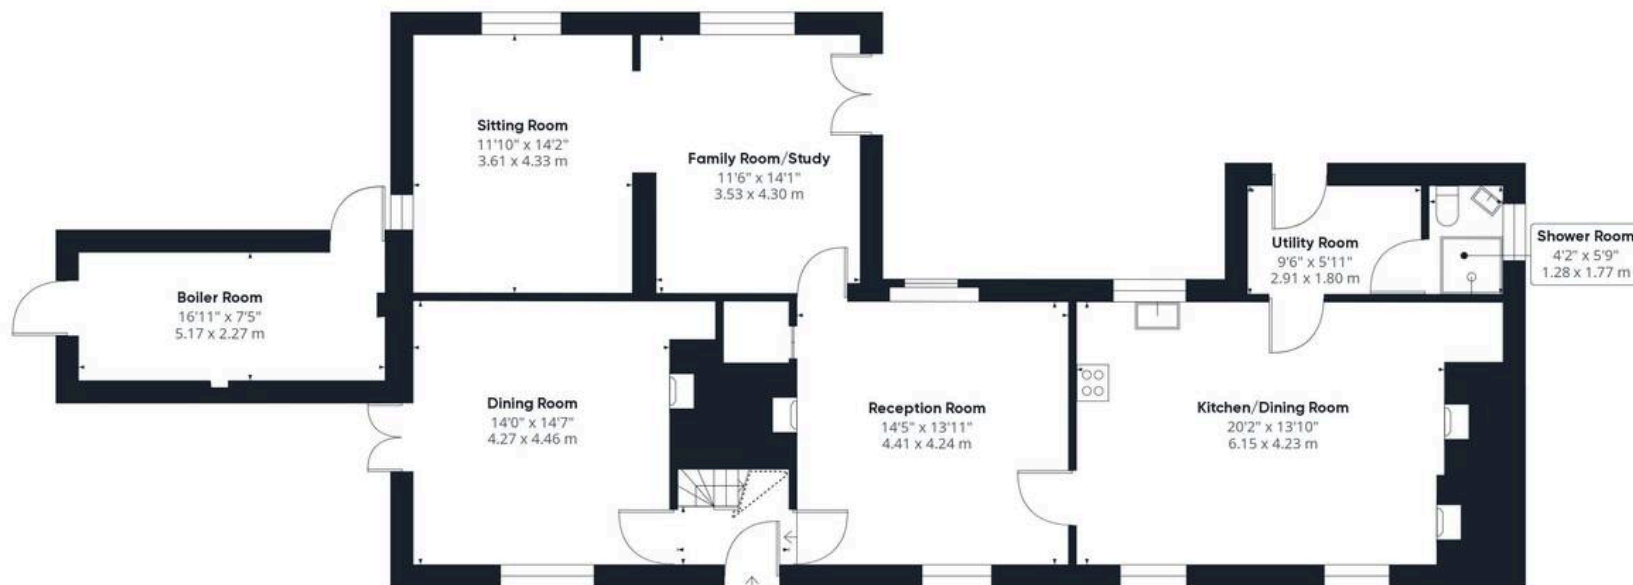 Sitting Room
11'10" x 14'2"
3.61 x 4.33 m
Family Room/Study
11'6" x 14'1"
3.53 x 4.30 m
Utility Room
9'6" x 5'11"
2.91 x 1.80 m
Shower Room
4'2" x 5'9"
1.28 x 1.77 m
Boiler Room
16'11" x 7'5"
5.17 x 2.27 m
Dining Room
14'0" x 14'7"
4.27 x 4.46 m
Reception Room
14'5" x 13'11"
4.41 x 4.24 m
Kitchen/Dining Room
20'2" x 13'10"
6.15 x 4.23 m